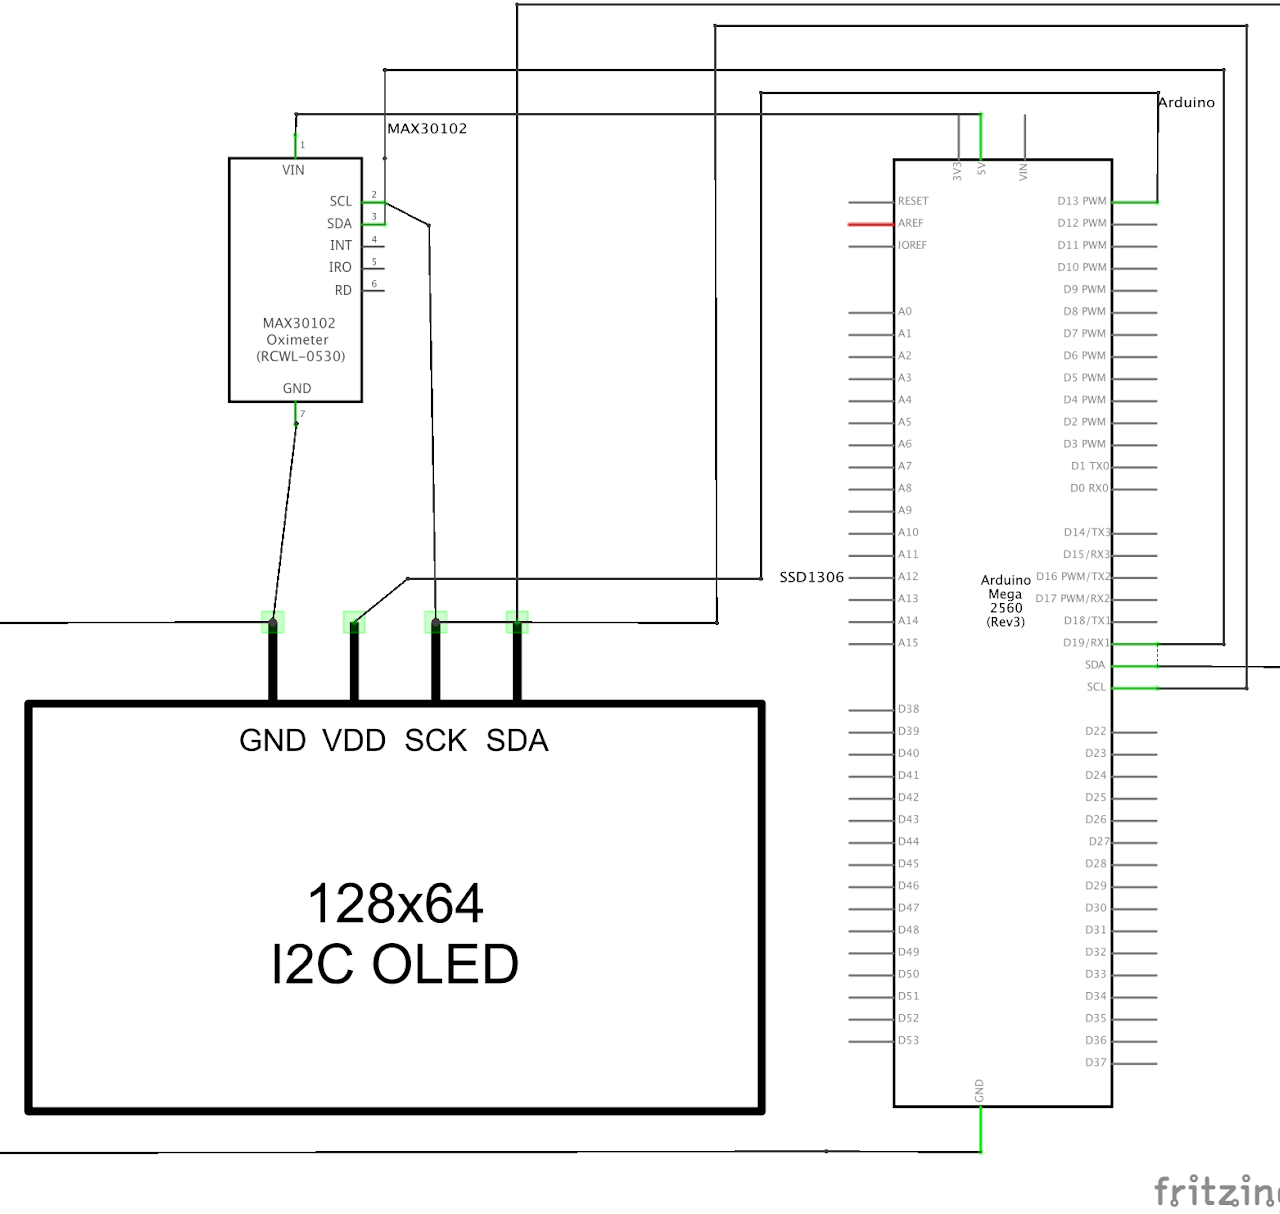 Arduino
MAX30102
1
VIN
SCL 2
SDA 3
INT 4
IRO 5
RD 6
MAX30102
Oximeter
(RCWL-0530)
GND
7
3V3 5V VIN
RESET D13 PWM
AREF D12 PWM
IOREF D11 PWM
D10 PWM
D9 PWM
A0 D8 PWM
A1 D7 PWM
A2 D6 PWM
A3 D5 PWM
A4 D4 PWM
A5 D2 PWM
A6 D3 PWM
A7 D1 TX0
A8 D0 RX0
A9
A10 D14/TX3
A11 D15/RX3
SSD1306 A12 D16 PWM/TX2
A13 D17 PWM/RX2
A14 D18/TX1
A15 D19/RX1
Arduino
Mega
2560
(Rev3)
SDA
SCL
D38
D39 D22
D40 D23
D41 D24
D42 D25
D43 D26
D44 D27
D45 D28
D46 D29
D47 D30
D48 D31
D49 D32
D50 D33
D51 D34
D52 D35
D53 D36
D37
GND
GND VDD SCK SDA
128x64
I2C OLED
fritzing